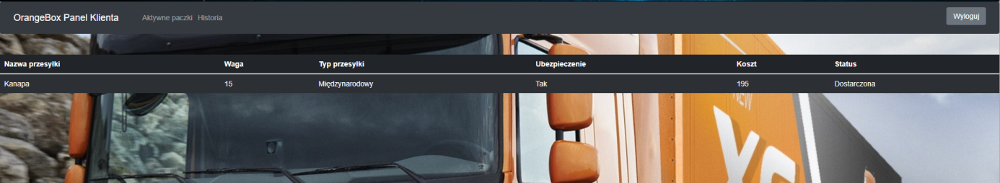 OrangeBox Panel Klienta Aktywne paczki Historia Wyloguj
Nazwa przesyłki Waga Typ przesyłki Ubezpieczenie Koszt Status
Kanapa 15 Międzynarodowy Tak 195 Dostarczona
NEW